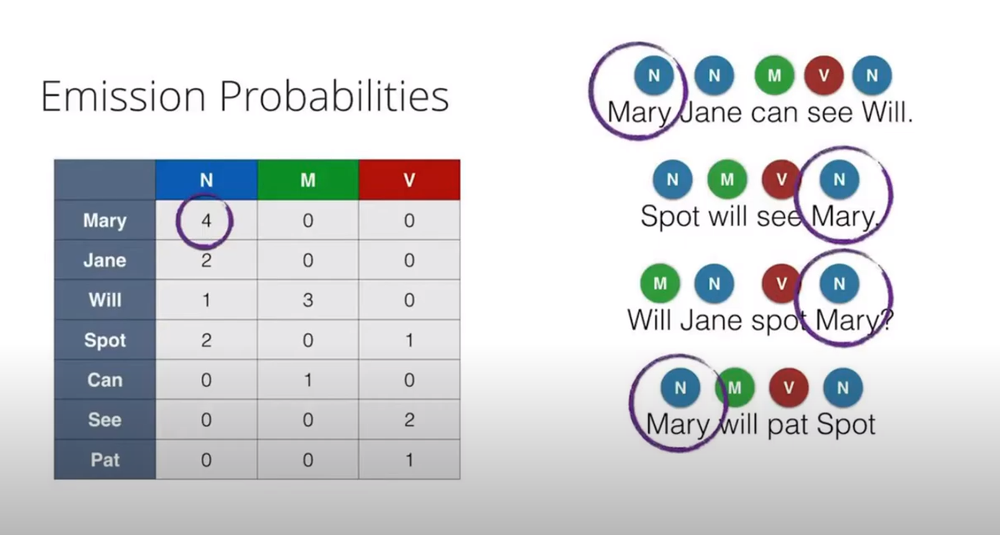 Emission Probabilities
N M V
Mary 4 0 0
Jane 2 0 0
Will 1 3 0
Spot 2 0 1
Can 0 1 0
See 0 0 2
Pat 0 0 1
N N M V N
Mary Jane can see Will.
N M V N
Spot will see Mary.
M N V N
Will Jane spot Mary?
N M V N
Mary will pat Spot